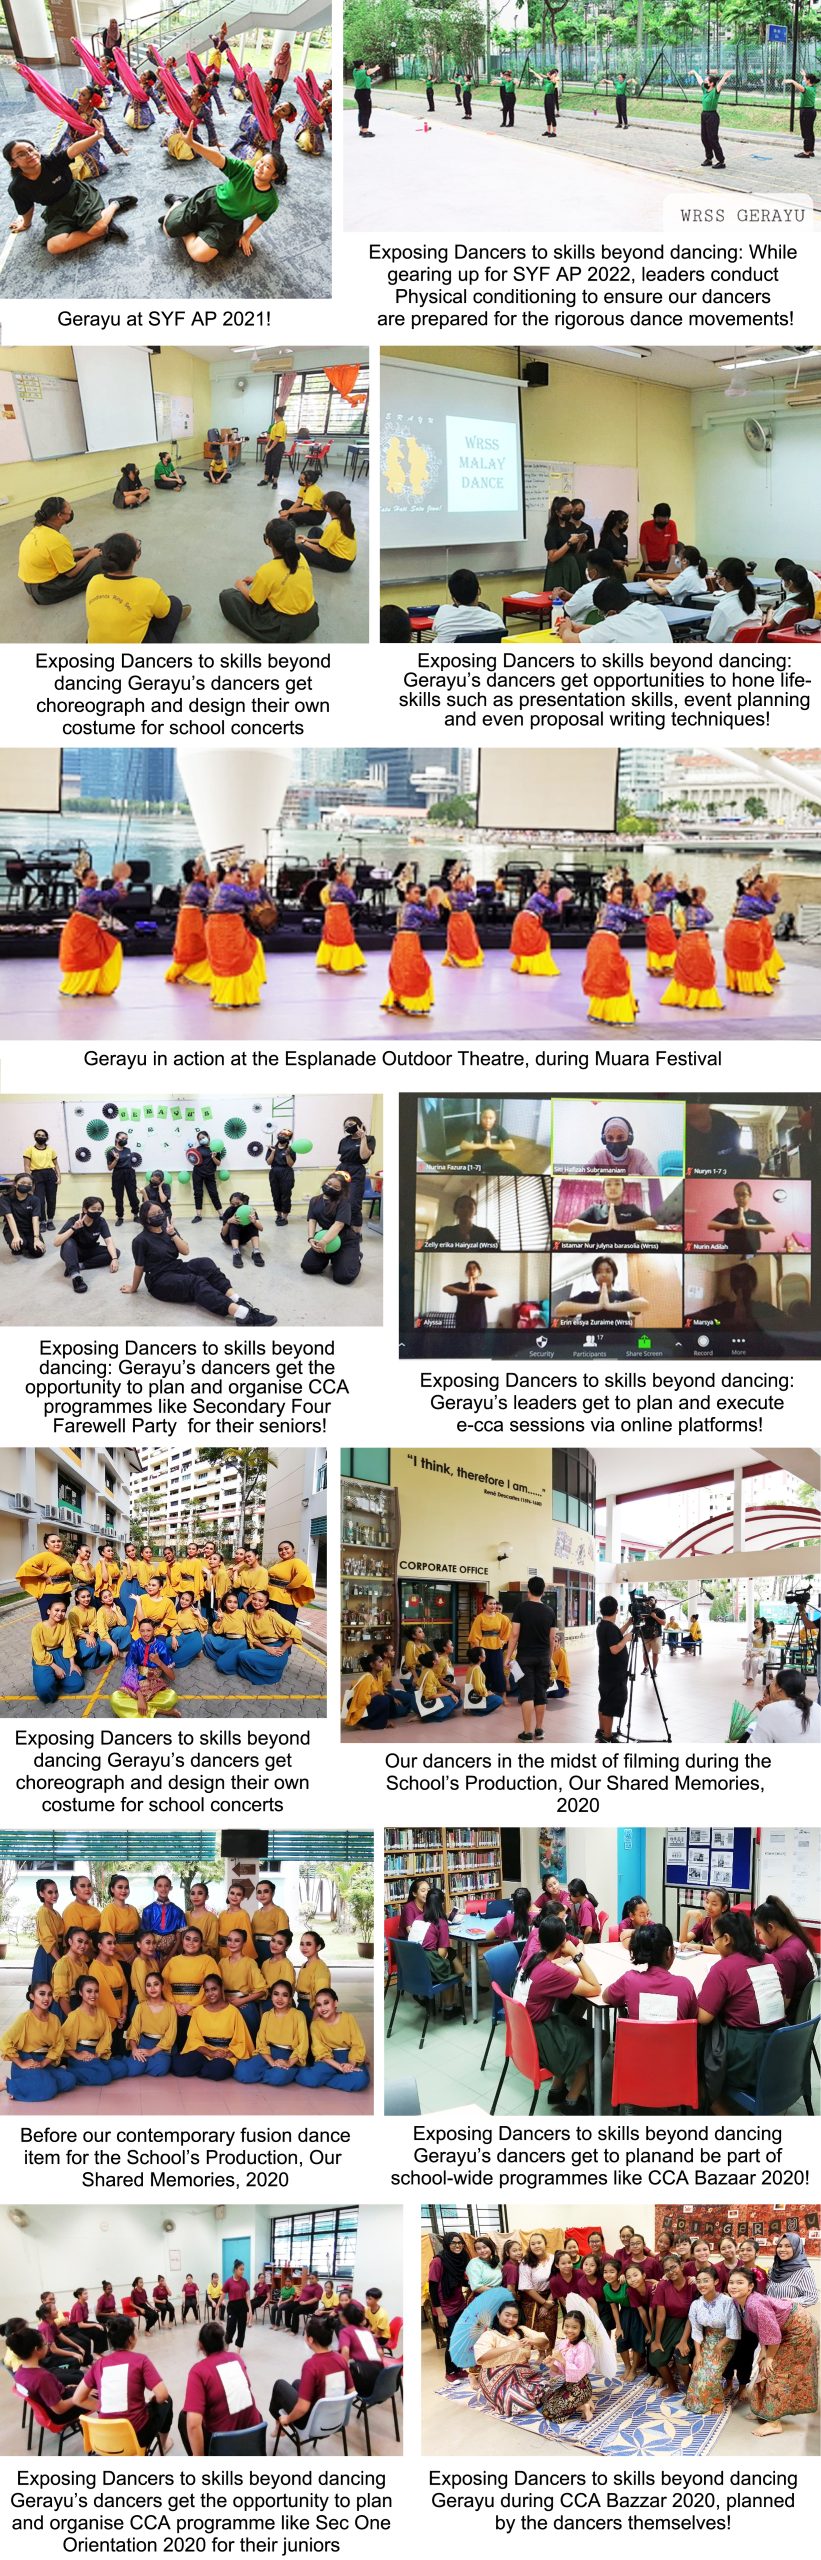 WRSS GERAYU
Gerayu at SYF AP 2021!
Exposing Dancers to skills beyond dancing: While
gearing up for SYF AP 2022, leaders conduct
Physical conditioning to ensure our dancers
are prepared for the rigorous dance movements!
WRSS
MALAY
DANCE
Exposing Dancers to skills beyond
dancing Gerayu's dancers get
choreograph and design their own
costume for school concerts
Exposing Dancers to skills beyond dancing:
Gerayu's dancers get opportunities to hone life-
skills such as presentation skills, event planning
and even proposal writing techniques!
Gerayu in action at the Esplanade Outdoor Theatre, during Muara Festival
GERAYU'S
Nurina Fazura [1-7]
Siti Hafizah Subramaniam
Nuryn 1-7 :)
Zelly erika Hairyzal (Wrss)
Istamar Nur julyna barasolia (Wrss)
Nurin Adilah
Alyssa
Erin elisya Zuraime (Wrss)
Marsya
17
Security
Participants
Share Screen
Record
More
Exposing Dancers to skills beyond
dancing: Gerayu's dancers get the
opportunity to plan and organise CCA
programmes like Secondary Four
Farewell Party for their seniors!
Exposing Dancers to skills beyond dancing:
Gerayu's leaders get to plan and execute
e-cca sessions via online platforms!
"I think, therefore I am......"
René Descartes (1596-1650)
CORPORATE OFFICE
Exposing Dancers to skills beyond
dancing Gerayu's dancers get
choreograph and design their own
costume for school concerts
Our dancers in the midst of filming during the
School's Production, Our Shared Memories,
2020
Before our contemporary fusion dance
item for the School's Production, Our
Shared Memories, 2020
Exposing Dancers to skills beyond dancing
Gerayu's dancers get to planand be part of
school-wide programmes like CCA Bazaar 2020!
JOIN GERAYU
Exposing Dancers to skills beyond dancing
Gerayu's dancers get the opportunity to plan
and organise CCA programme like Sec One
Orientation 2020 for their juniors
Exposing Dancers to skills beyond dancing
Gerayu during CCA Bazzar 2020, planned
by the dancers themselves!